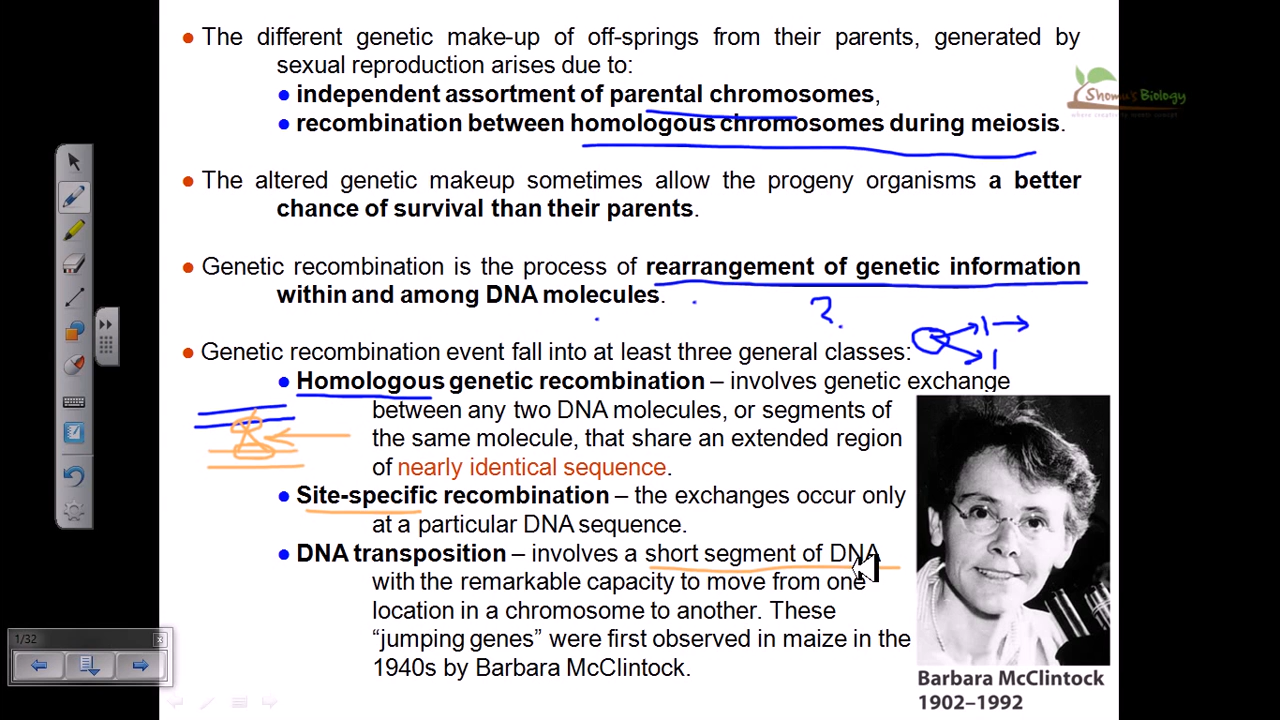 ● The different genetic make-up of off-springs from their parents, generated by
sexual reproduction arises due to:
● independent assortment of parental chromosomes,
● recombination between homologous chromosomes during meiosis.
Shomu's Biology
● The altered genetic makeup sometimes allow the progeny organisms a better
chance of survival than their parents.
● Genetic recombination is the process of rearrangement of genetic information
within and among DNA molecules.
?
● Genetic recombination event fall into at least three general classes:
● Homologous genetic recombination – involves genetic exchange
between any two DNA molecules, or segments of
the same molecule, that share an extended region
of nearly identical sequence.
● Site-specific recombination – the exchanges occur only
at a particular DNA sequence.
● DNA transposition – involves a short segment of DNA
with the remarkable capacity to move from one
location in a chromosome to another. These
“jumping genes” were first observed in maize in the
1940s by Barbara McClintock.
Barbara McClintock
1902–1992
1/32